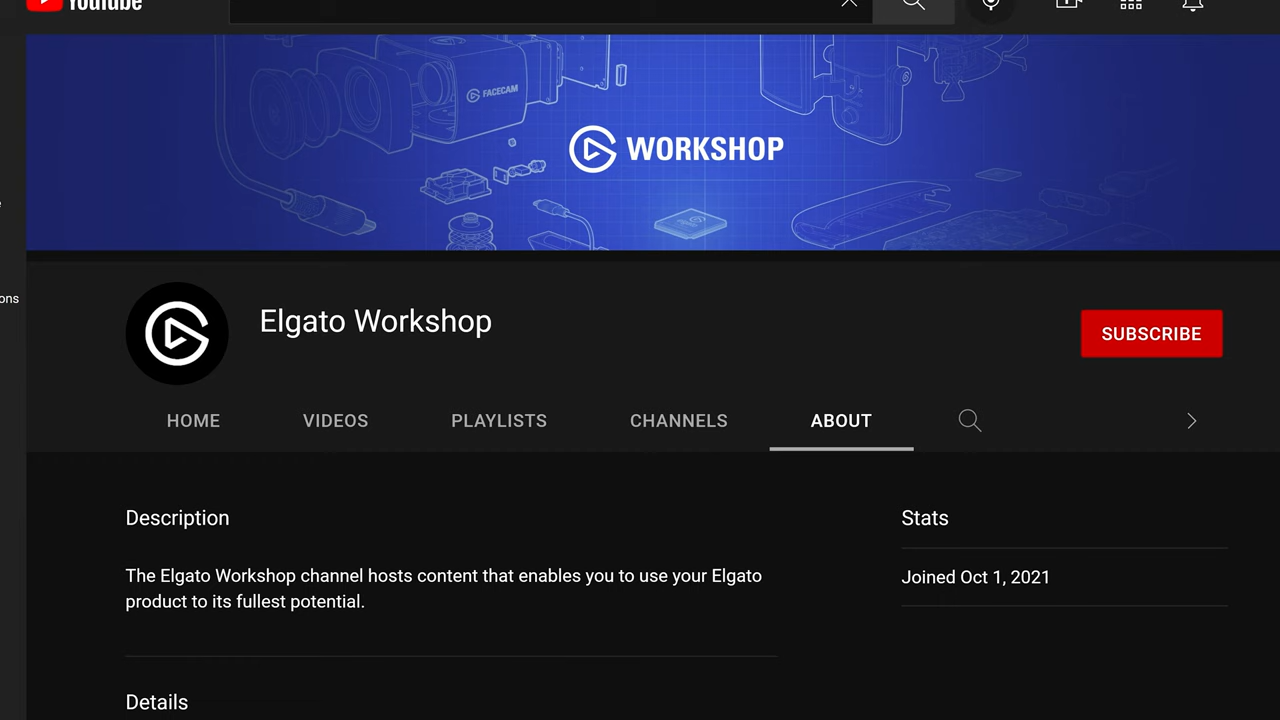 YouTube
FACECAM
WORKSHOP
ons
Elgato Workshop
SUBSCRIBE
HOME VIDEOS PLAYLISTS CHANNELS ABOUT
Description
Stats
The Elgato Workshop channel hosts content that enables you to use your Elgato
product to its fullest potential.
Joined Oct 1, 2021
Details